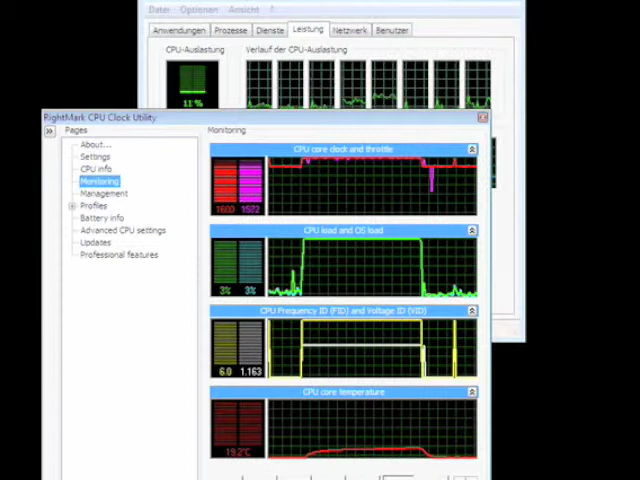 Datei Optionen Ansicht ?
Anwendungen Prozesse Dienste Leistung Netzwerk Benutzer
CPU-Auslastung Verlauf der CPU-Auslastung
11 %
RightMark CPU Clock Utility
Pages Monitoring
About...
Settings
CPU info
Monitoring
Management
Profiles
Battery info
Advanced CPU settings
Updates
Professional features
CPU core clock and throttle
1600
CPU load and OS load
3% 3%
CPU Frequency ID (FID) and Voltage ID (VID)
6.0 1.163
CPU core temperature
19.2°C